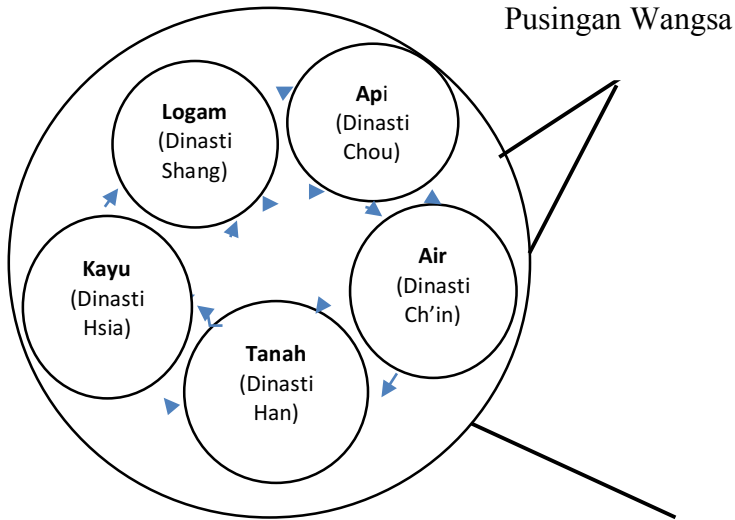 Pusingan Wangsa
Logam
(Dinasti
Shang)
Api
(Dinasti
Chou)
Kayu
(Dinasti
Hsia)
Air
(Dinasti
Ch’in)
Tanah
(Dinasti
Han)